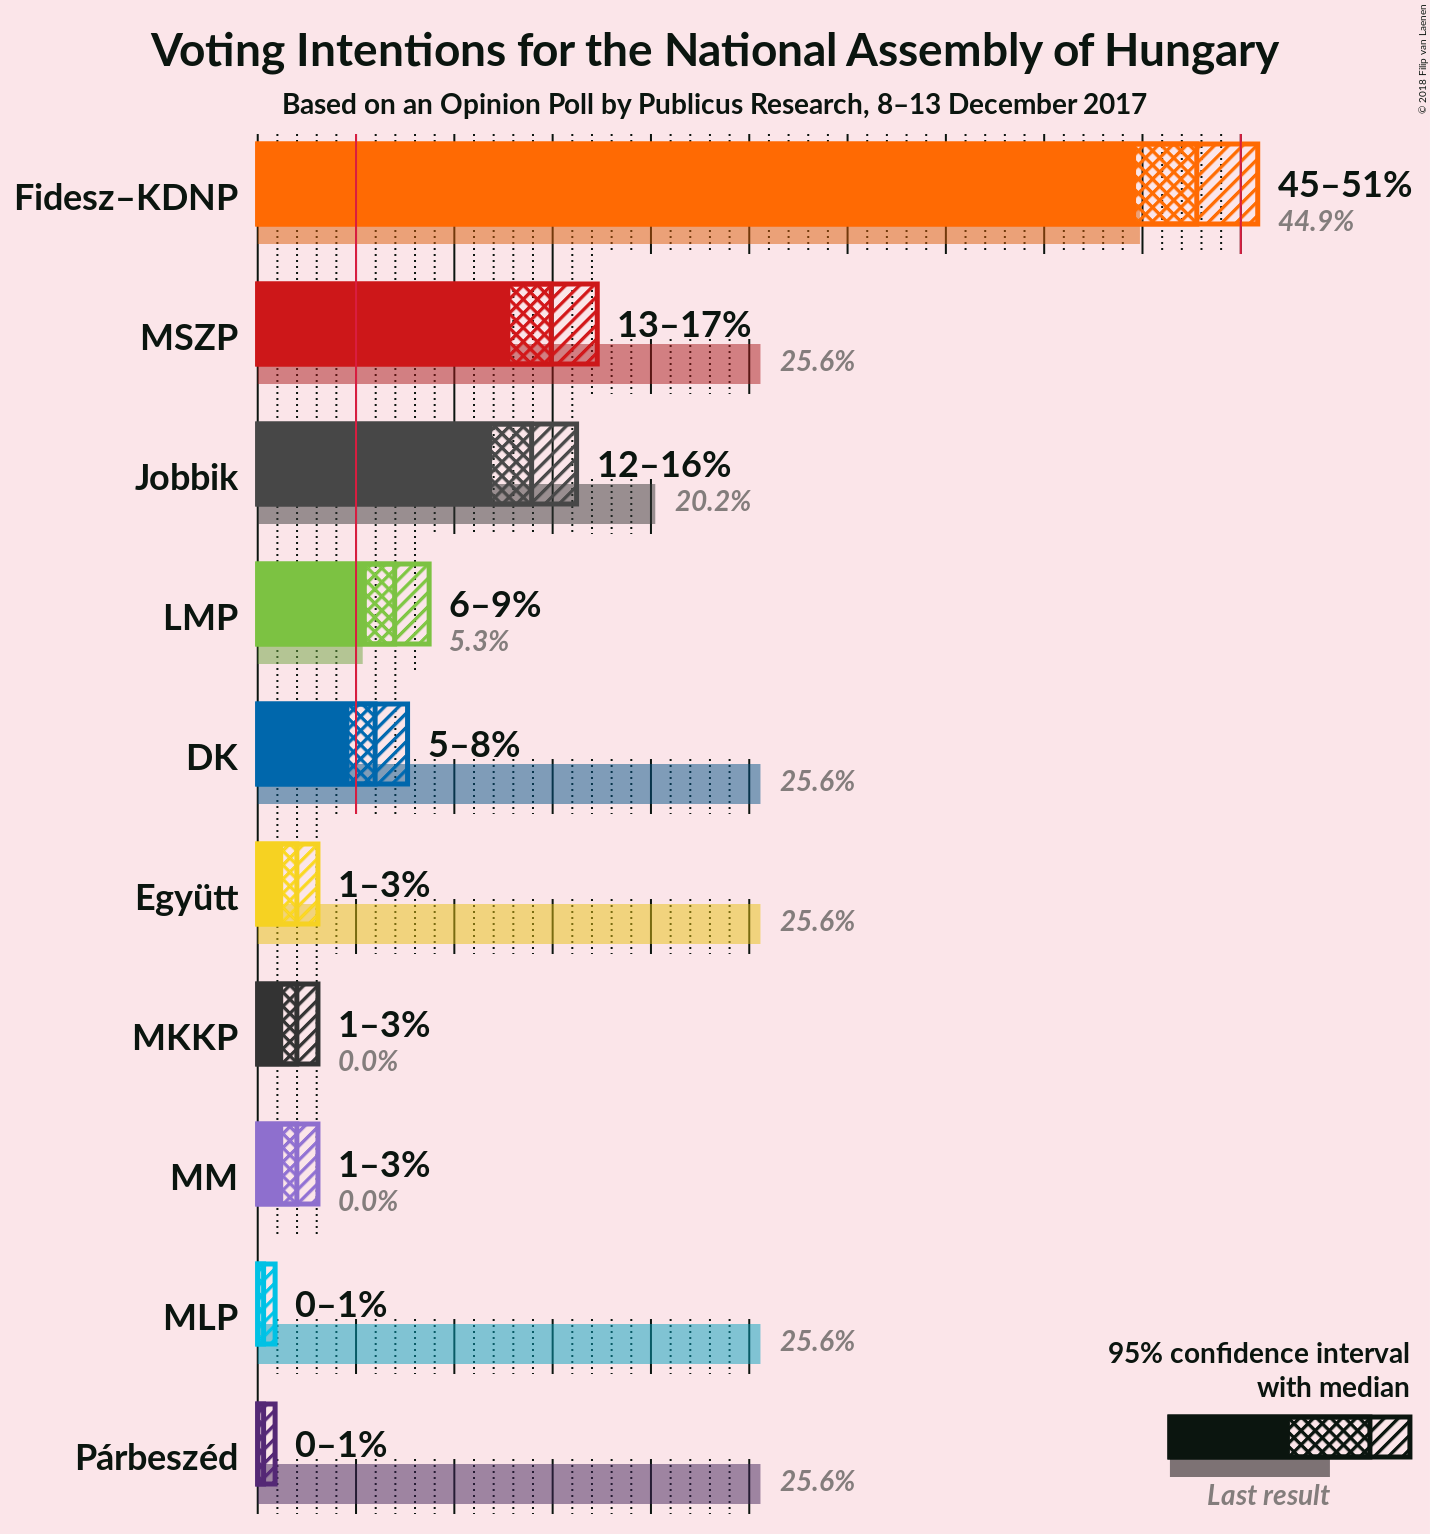 Voting Intentions for the National Assembly of Hungary
Based on an Opinion Poll by Publicus Research, 8–13 December 2017
© 2018 Filip van Laenen
Fidesz–KDNP
45–51%
44.9%
MSZP
13–17%
25.6%
Jobbik
12–16%
20.2%
LMP
6–9%
5.3%
DK
5–8%
25.6%
Együtt
1–3%
25.6%
MKKP
1–3%
0.0%
MM
1–3%
0.0%
MLP
0–1%
25.6%
Párbeszéd
0–1%
25.6%
95% confidence interval
with median
Last result